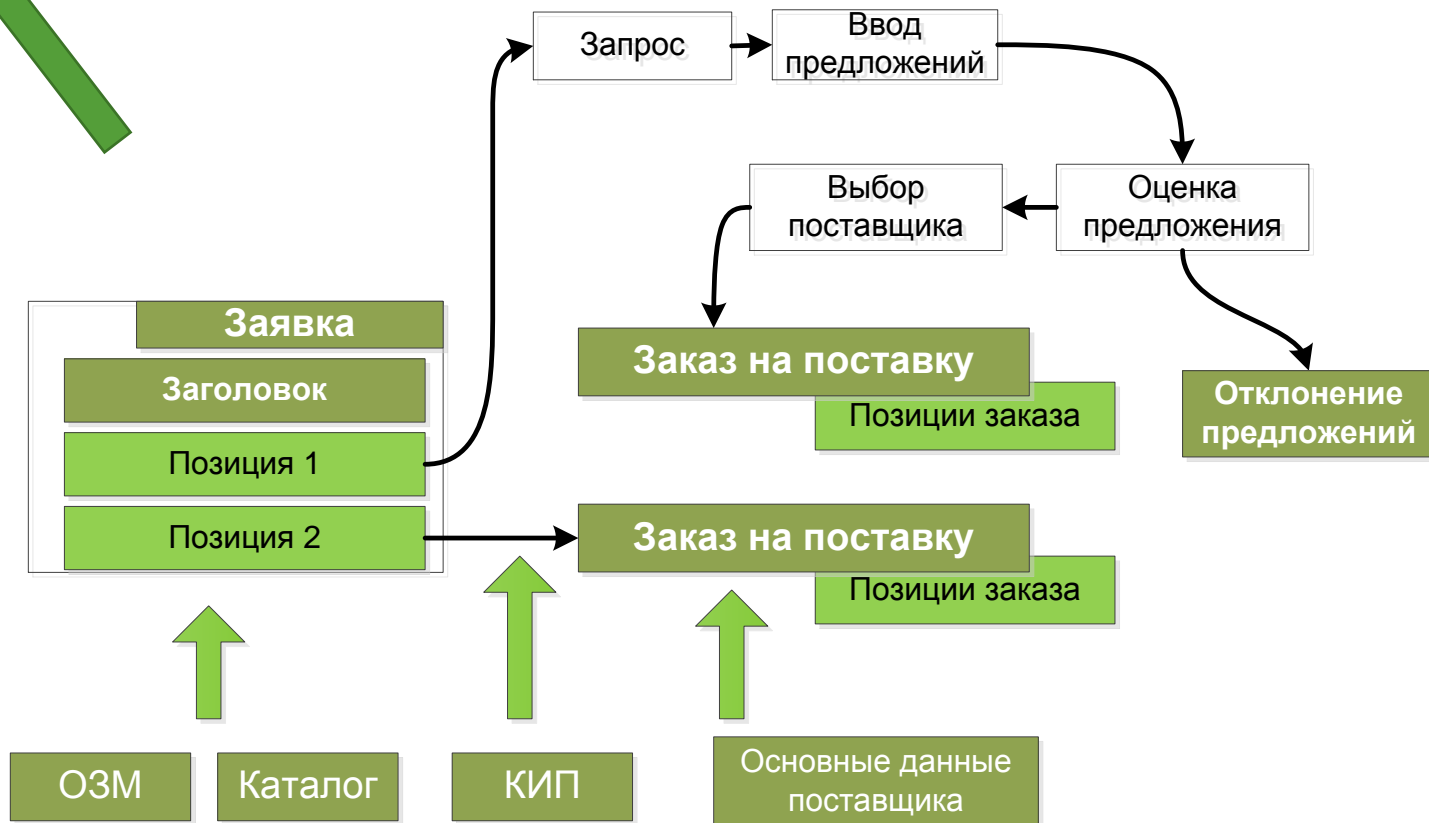 Запрос
Ввод
предложений
Выбор
поставщика
Оценка
предложения
Заявка
Заголовок
Позиция 1
Позиция 2
Заказ на поставку
Позиции заказа
Отклонение
предложений
Заказ на поставку
Позиции заказа
ОЗМ
Каталог
КИП
Основные данные
поставщика